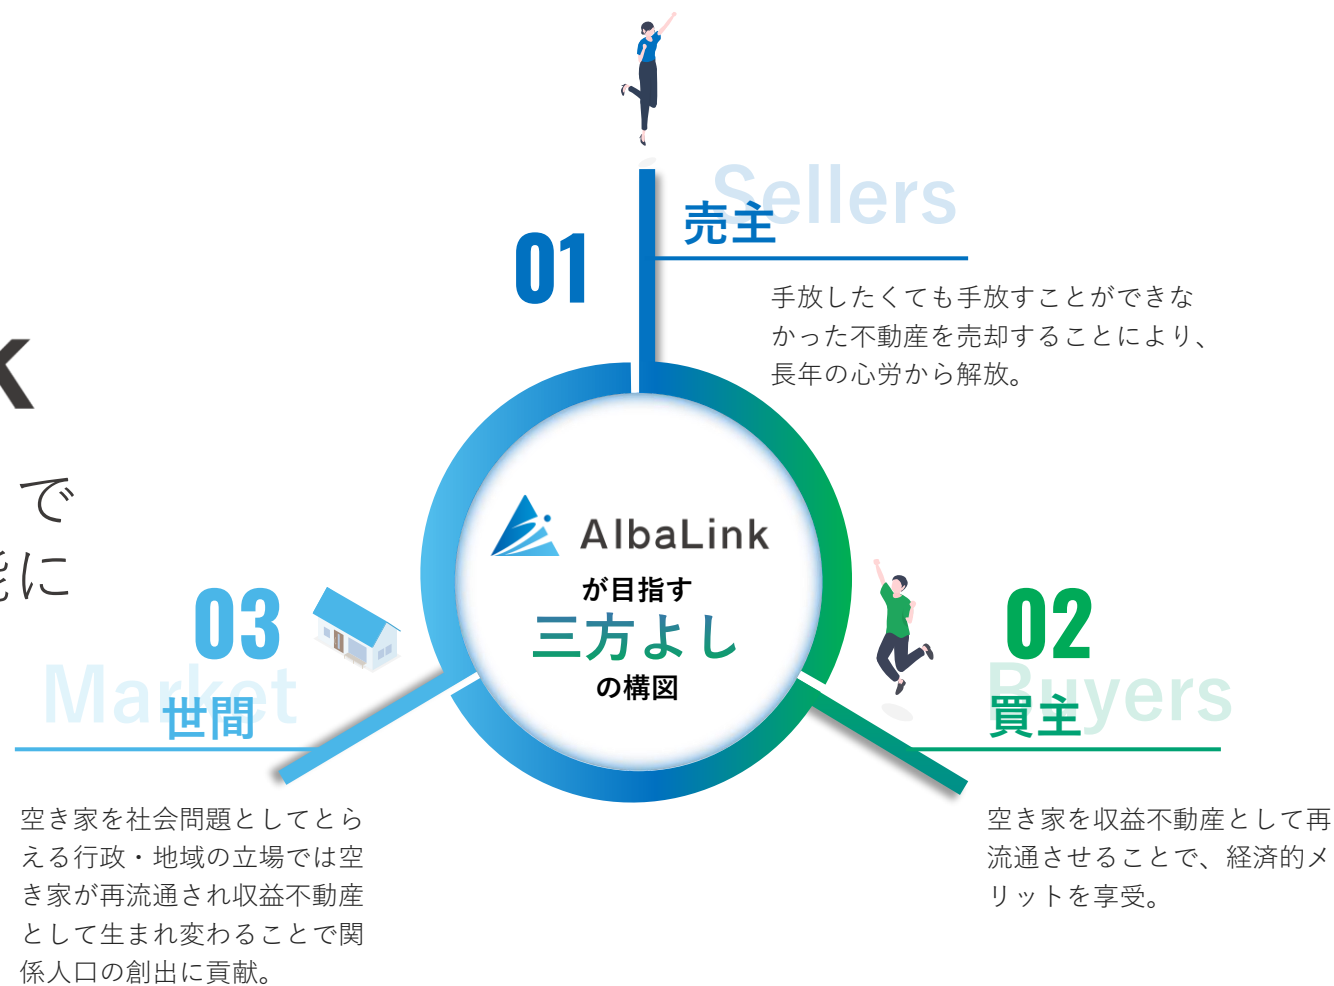 Sellers
01
売主
手放したくても手放すことができな
かった不動産を売却することにより、
長年の心労から解放。
k
で
能に
AlbaLink
が目指す
三方よし
の構図
03
Market
世間
空き家を社会問題としてとら
える行政・地域の立場では空
き家が再流通され収益不動産
として生まれ変わることで関
係人口の創出に貢献。
02
Buyers
買主
空き家を収益不動産として再
流通させることで、経済的メ
リットを享受。